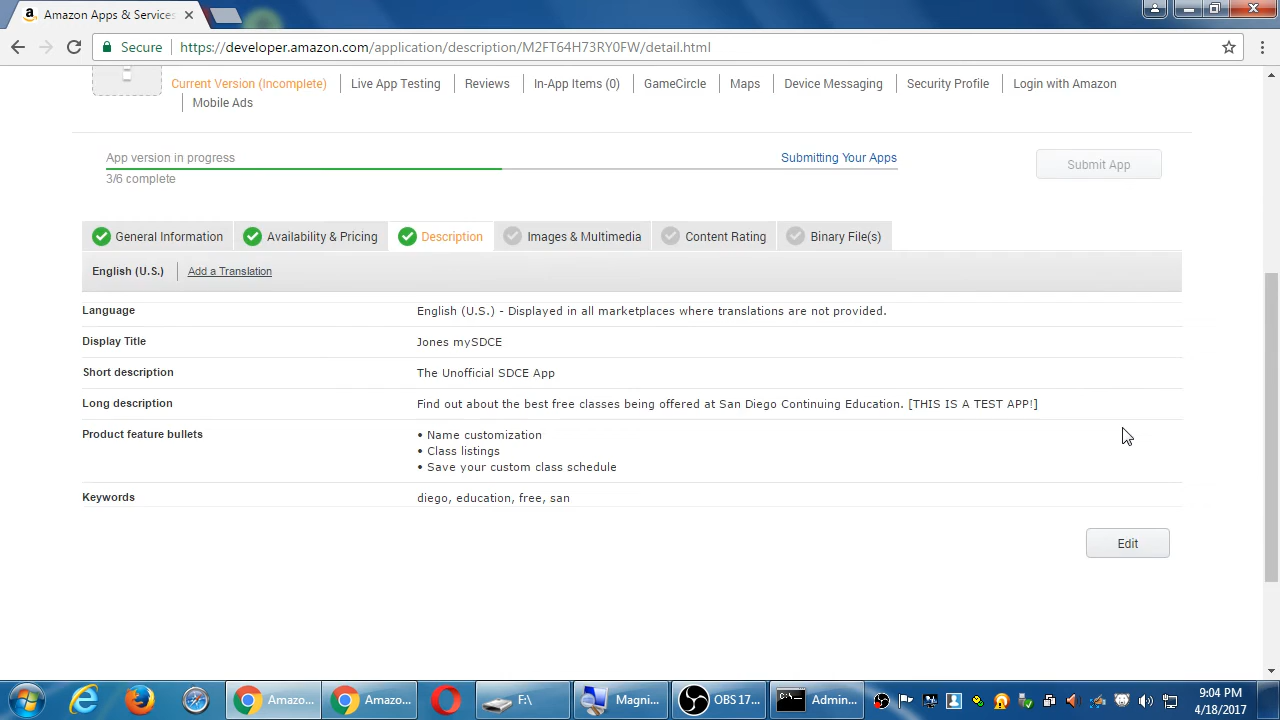 Amazon Apps & Services
Secure
https://developer.amazon.com/application/description/M2FT64H73RY0FW/detail.html
Current Version (Incomplete)
Live App Testing
Reviews
In-App Items (0)
GameCircle
Maps
Device Messaging
Security Profile
Login with Amazon
Mobile Ads
App version in progress
Submitting Your Apps
Submit App
3/6 complete
General Information
Availability & Pricing
Description
Images & Multimedia
Content Rating
Binary File(s)
English (U.S.)
Add a Translation
Language
English (U.S.) - Displayed in all marketplaces where translations are not provided.
Display Title
Jones mySDCE
Short description
The Unofficial SDCE App
Long description
Find out about the best free classes being offered at San Diego Continuing Education. [THIS IS A TEST APP!]
Product feature bullets
• Name customization
• Class listings
• Save your custom class schedule
Keywords
diego, education, free, san
Edit
Amazo...
Amazo...
F:\
Magni...
OBS 17...
C:\
Admin...
9:04 PM
4/18/2017